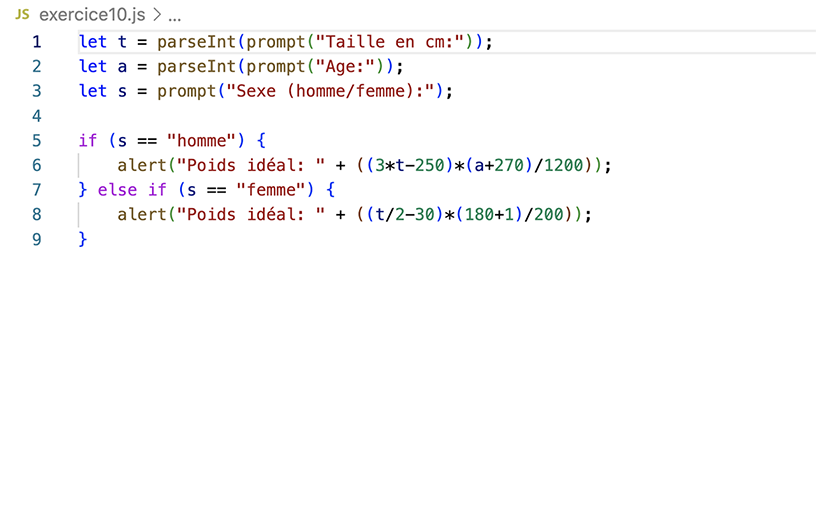 JS exercice10.js > ...
1 let t = parseInt(prompt("Taille en cm:"));
2 let a = parseInt(prompt("Age:"));
3 let s = prompt("Sexe (homme/femme):");
4
5 if (s == "homme") {
6 alert("Poids idéal: " + ((3*t-250)*(a+270)/1200));
7 } else if (s == "femme") {
8 alert("Poids idéal: " + ((t/2-30)*(180+1)/200));
9 }